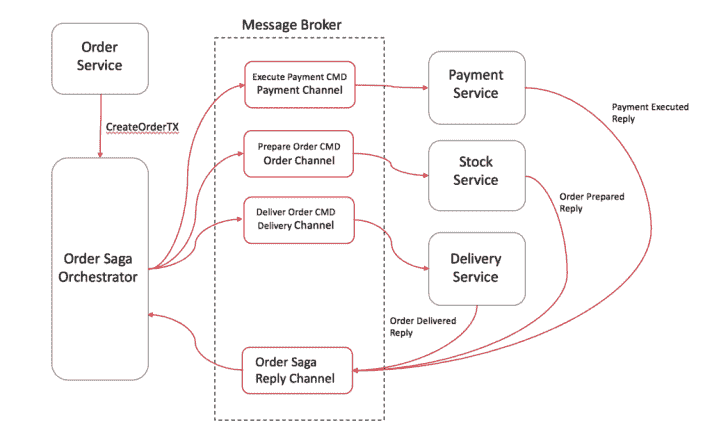 Message Broker
Order
Service
Execute Payment CMD
Payment Channel
Payment
Service
Payment Executed
Reply
CreateOrderTX
Prepare Order CMD
Order Channel
Stock
Service
Order Prepared
Reply
Deliver Order CMD
Delivery Channel
Order Saga
Orchestrator
Delivery
Service
Order Delivered
Reply
Order Saga
Reply Channel